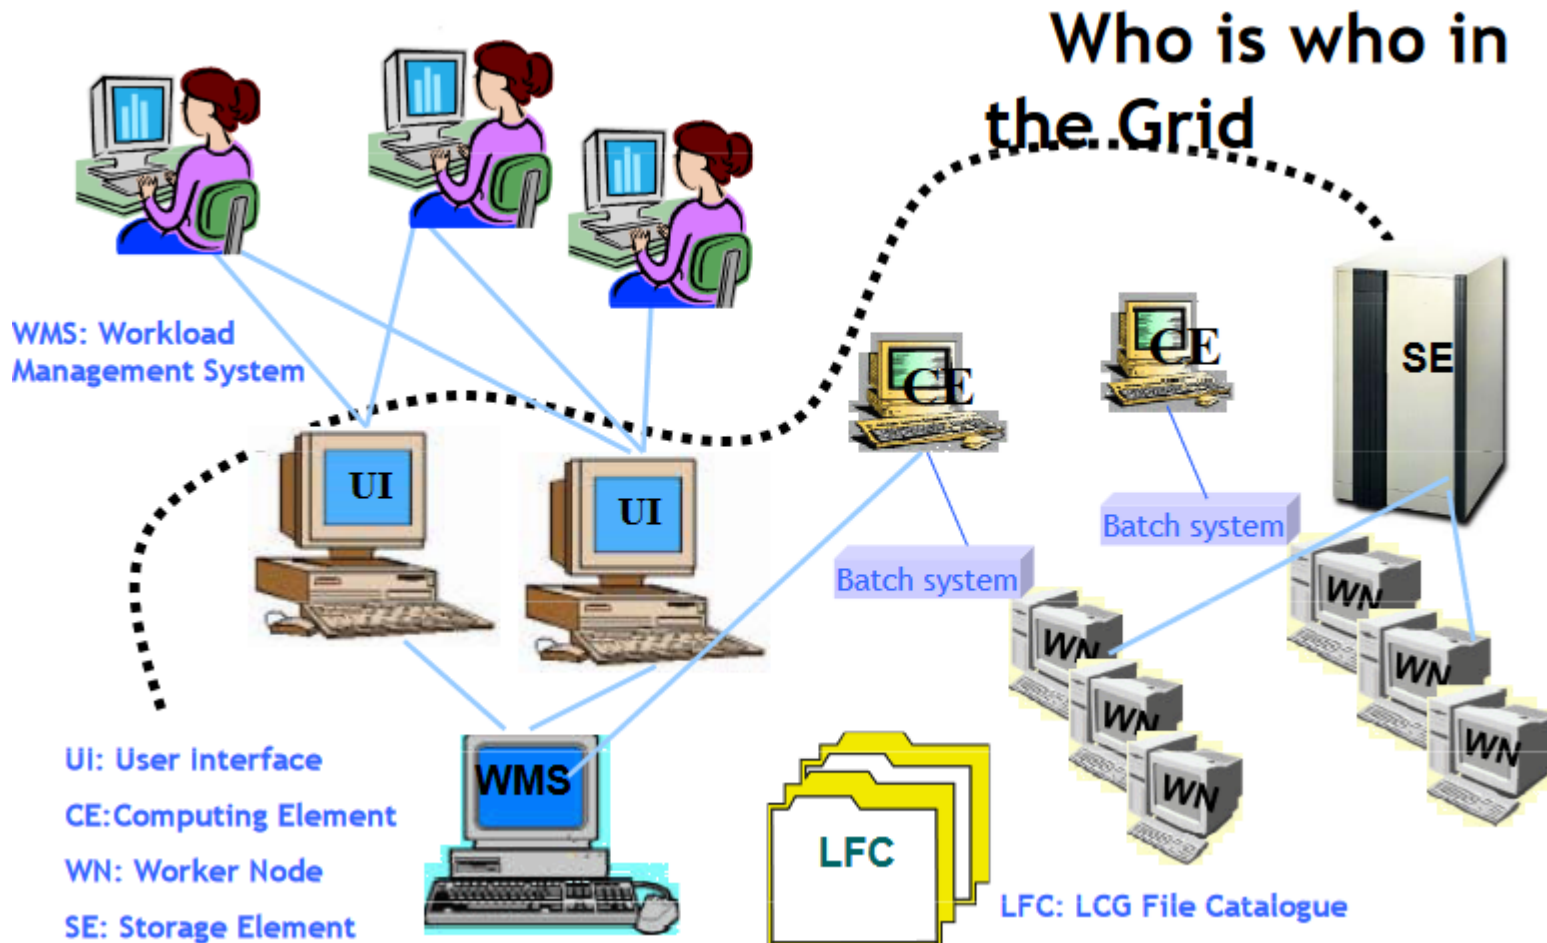 Who is who in
the Grid
WMS: Workload
Management System
CE
CE
SE
UI
UI
Batch system
Batch system
WN
WN
WN
WN
WN
WN
WMS
LFC
UI: User Interface
CE:Computing Element
WN: Worker Node
SE: Storage Element
LFC: LCG File Catalogue